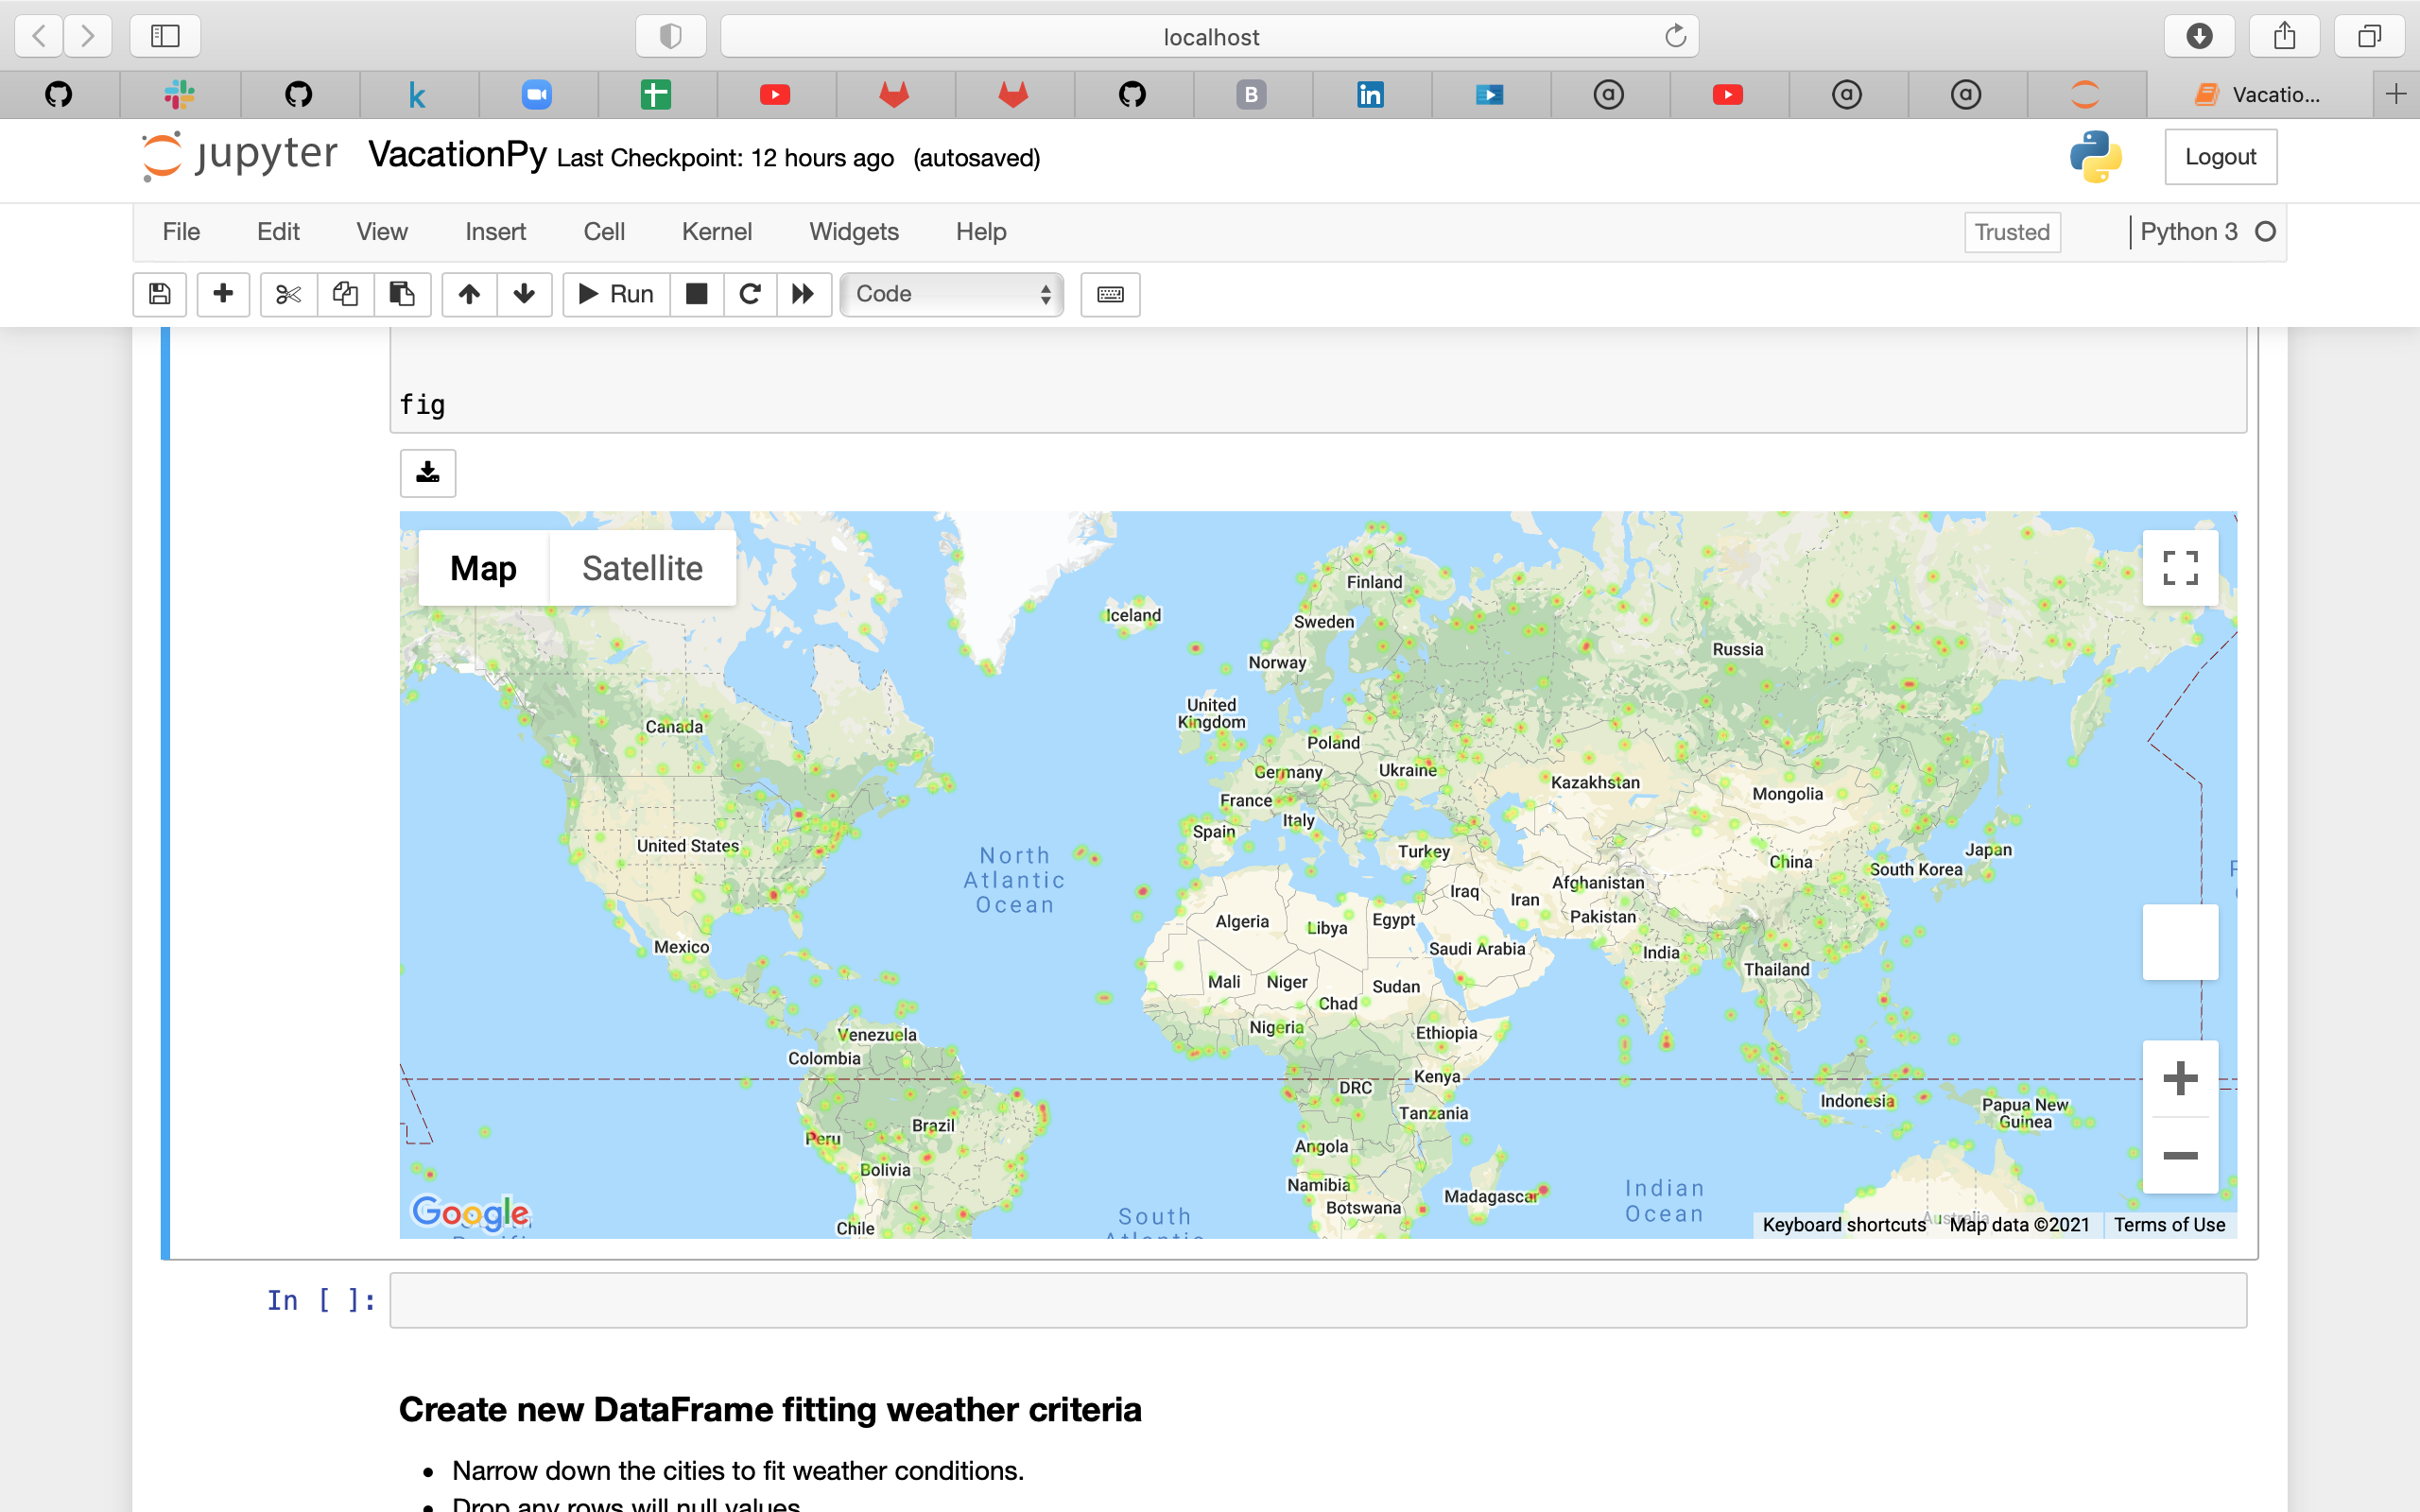 localhost
Vacatio...
jupyter VacationPy Last Checkpoint: 12 hours ago (autosaved)
Logout
File Edit View Insert Cell Kernel Widgets Help
Trusted
Python 3
Run
Code
fig
Map Satellite
Finland
Iceland
Sweden
Russia
Norway
United
Kingdom
Canada
Poland
Germany
Ukraine
Kazakhstan
Mongolia
France
Italy
Spain
United States
Turkey
Japan
North
Atlantic
Ocean
China
South Korea
Afghanistan
Iraq
Iran
Pakistan
Algeria
Libya
Egypt
Mexico
Saudi Arabia
India
Thailand
Mali
Niger
Sudan
Chad
Nigeria
Ethiopia
Venezuela
Colombia
Kenya
DRC
Indonesia
Papua New
Guinea
Tanzania
Brazil
Peru
Angola
Bolivia
Namibia
Madagascar
Indian
Ocean
Botswana
South
Atlantic
Chile
Google
Australia
Keyboard shortcuts Map data ©2021 Terms of Use
In [ ]:
Create new DataFrame fitting weather criteria
Narrow down the cities to fit weather conditions.
Drop any rows will null values.